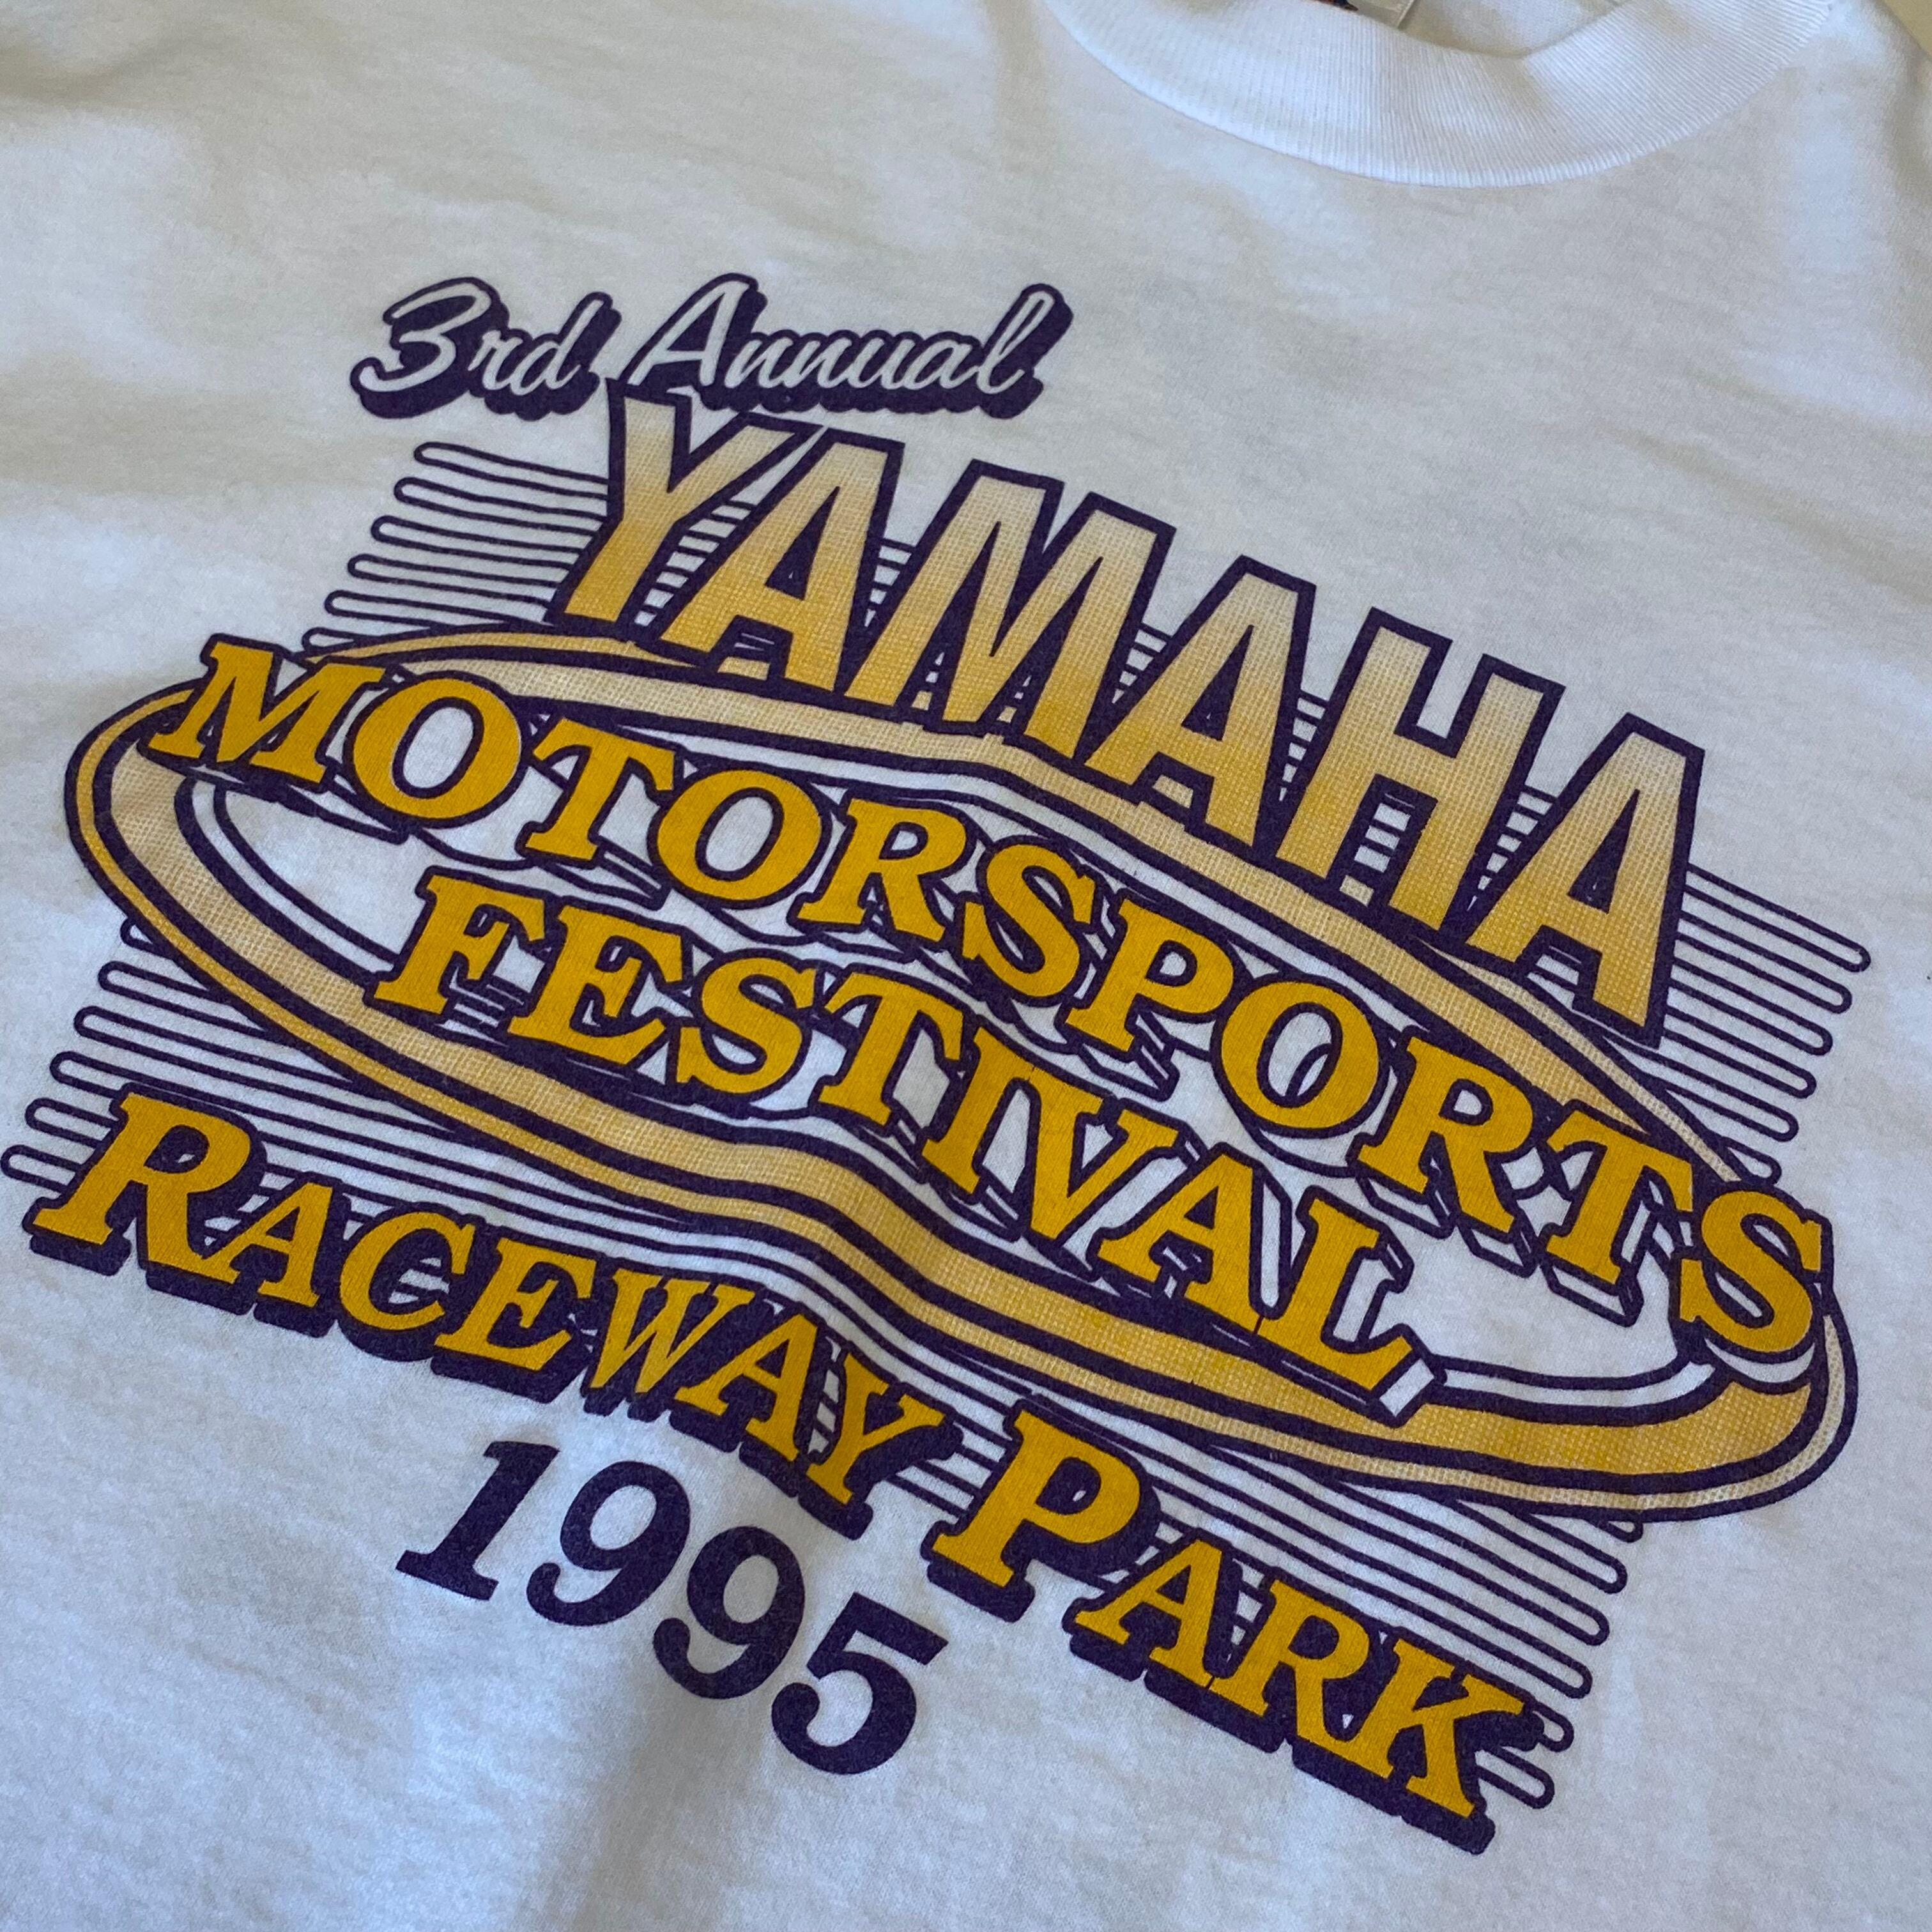 3rd Annual
YAMAHA
MOTORSPORTS
FESTIVAL
RACEWAY PARK
1995